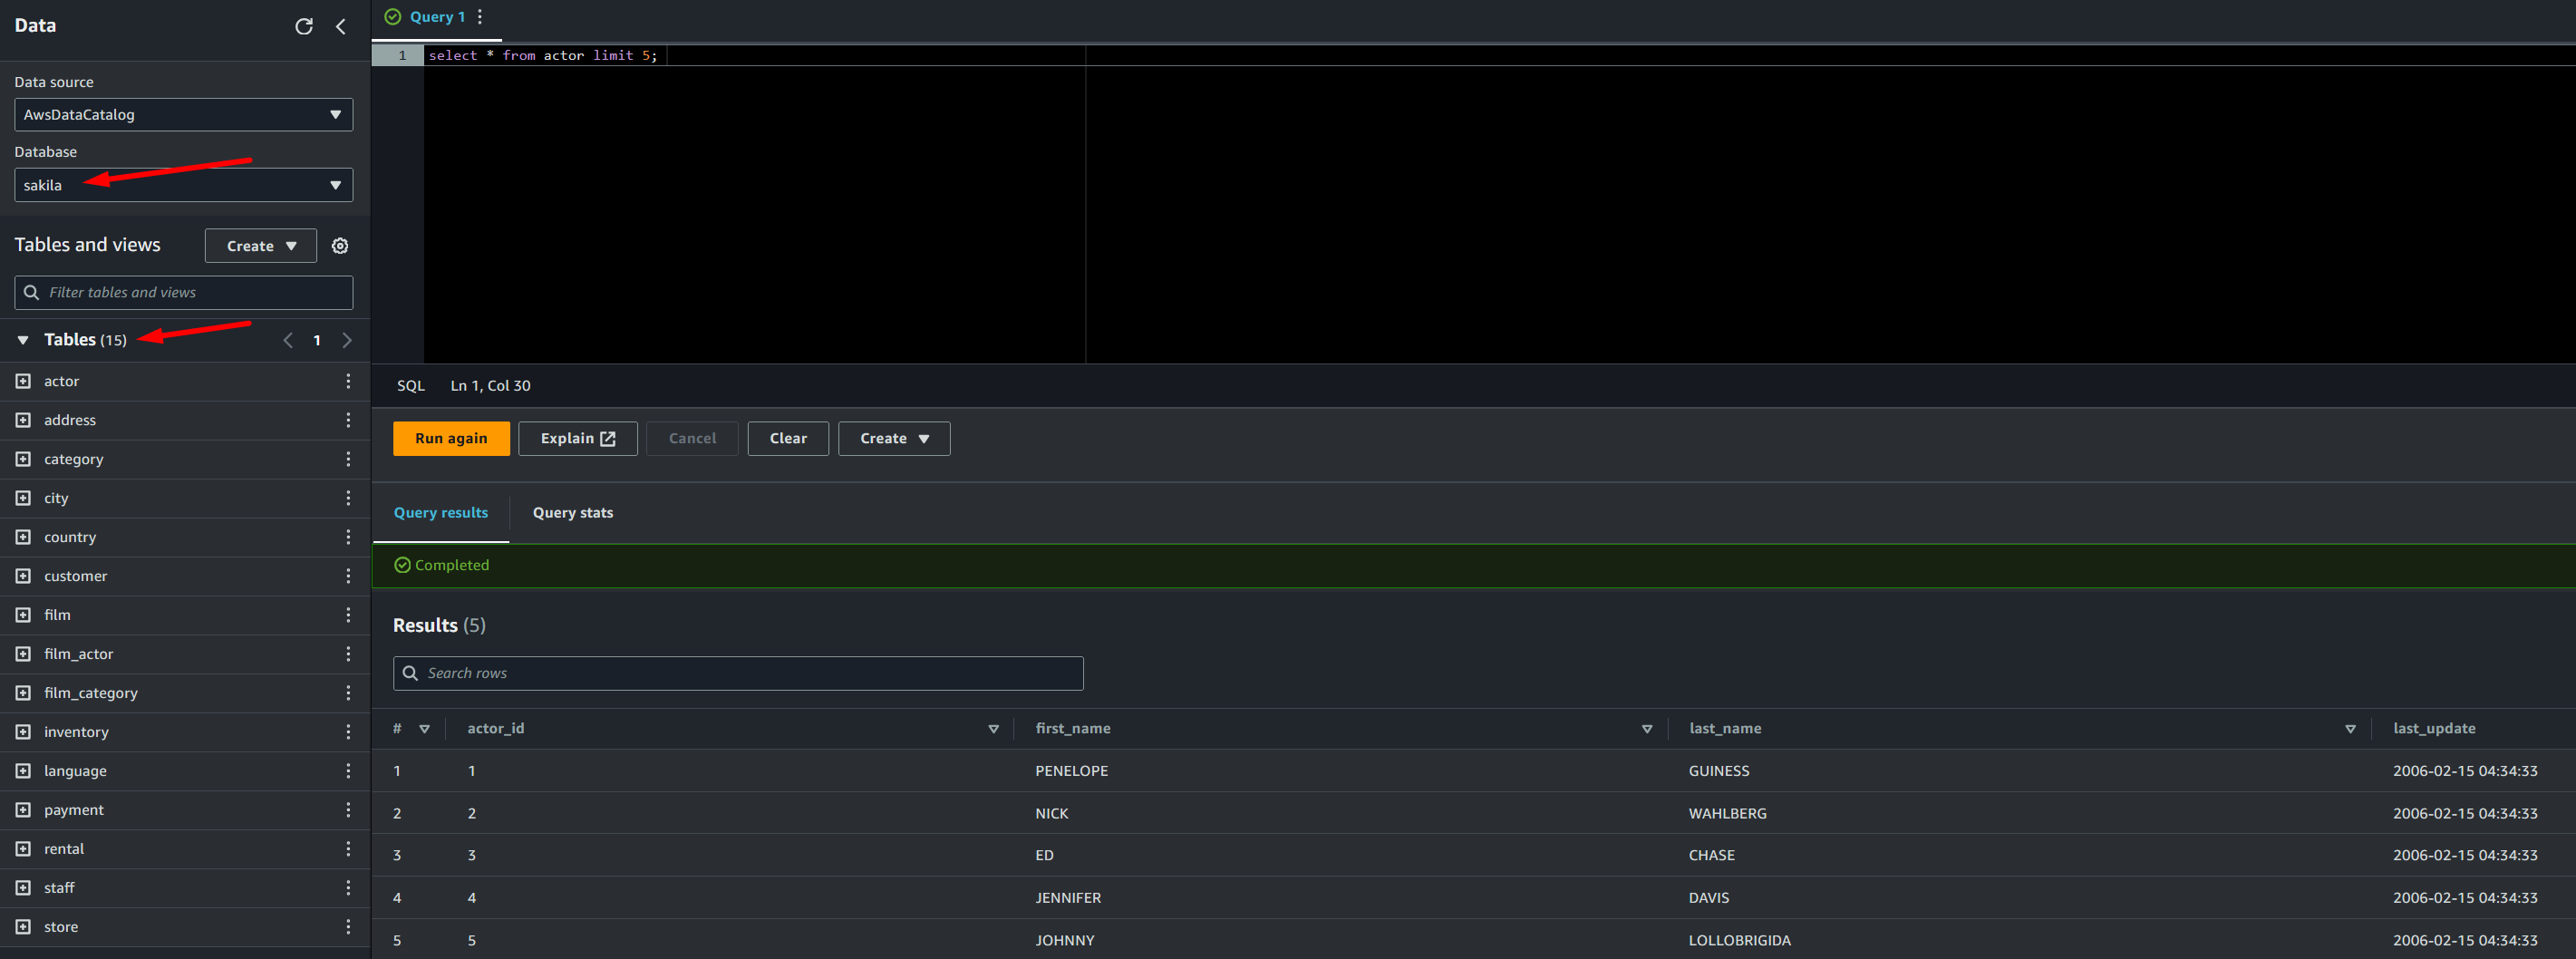 Data
Data source
AwsDataCatalog
Database
sakila
Tables and views
Create
Filter tables and views
Tables (15)
1
actor
address
category
city
country
customer
film
film_actor
film_category
inventory
language
payment
rental
staff
store
Query 1
1 select * from actor limit 5;
SQL Ln 1, Col 30
Run again Explain Cancel Clear Create
Query results Query stats
Completed
Results (5)
Search rows
# actor_id first_name last_name last_update
1 1 PENELOPE GUINESS 2006-02-15 04:34:33
2 2 NICK WAHLBERG 2006-02-15 04:34:33
3 3 ED CHASE 2006-02-15 04:34:33
4 4 JENNIFER DAVIS 2006-02-15 04:34:33
5 5 JOHNNY LOLLOBRIGIDA 2006-02-15 04:34:33